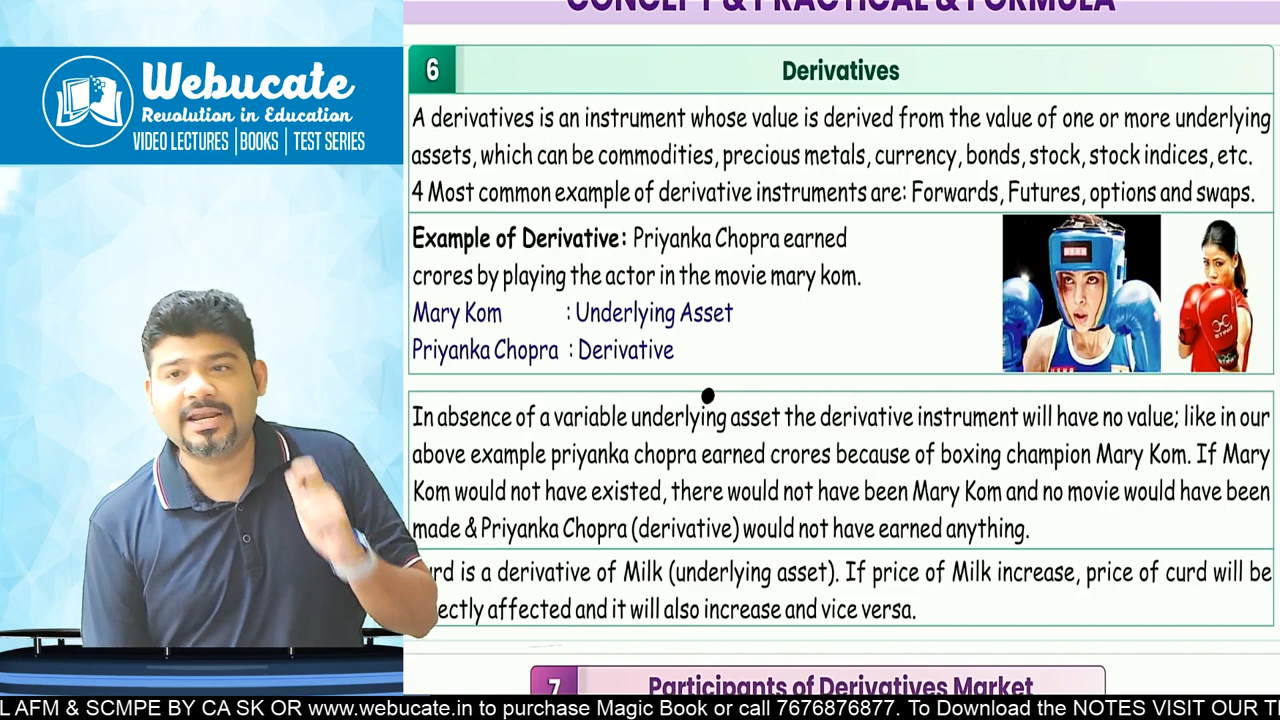 CONCEPT & PRACTICAL & FORMULA
Webucate
Revolution in Education
VIDEO LECTURES | BOOKS | TEST SERIES
6
Derivatives
A derivatives is an instrument whose value is derived from the value of one or more underlying
assets, which can be commodities, precious metals, currency, bonds, stock, stock indices, etc.
4 Most common example of derivative instruments are: Forwards, Futures, options and swaps.
Example of Derivative: Priyanka Chopra earned
crores by playing the actor in the movie mary kom.
Mary Kom : Underlying Asset
Priyanka Chopra : Derivative
STING
In absence of a variable underlying asset the derivative instrument will have no value; like in our
above example priyanka chopra earned crores because of boxing champion Mary Kom. If Mary
Kom would not have existed, there would not have been Mary Kom and no movie would have been
made & Priyanka Chopra (derivative) would not have earned anything.
urd is a derivative of Milk (underlying asset). If price of Milk increase, price of curd will be
ectly affected and it will also increase and vice versa.
7
Participants of Derivatives Market
L AFM & SCMPE BY CA SK OR www.webucate.in to purchase Magic Book or call 7676876877. To Download the NOTES VISIT OUR T